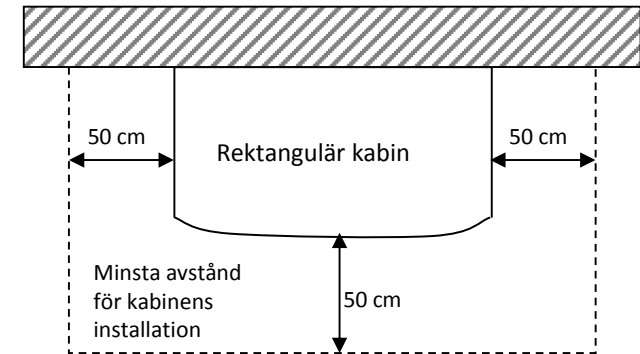 50 cm
50 cm
Rektangulär kabin
Minsta avstånd
för kabinens
installation
50 cm